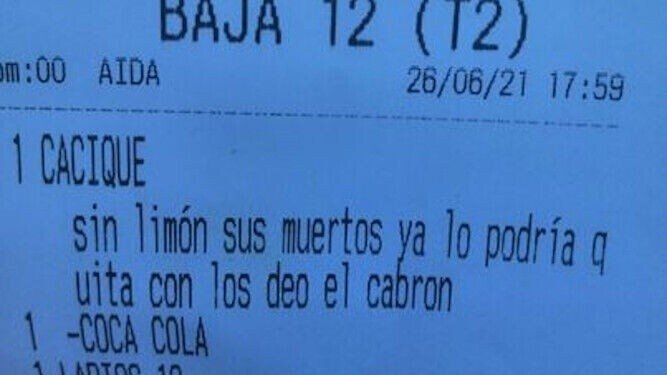 BAJA 12 (T2)
om:00 AIDA 26/06/21 17:59
1 CACIQUE
sin limón sus muertos ya lo podría q
uita con los deo el cabron
1 -COCA COLA